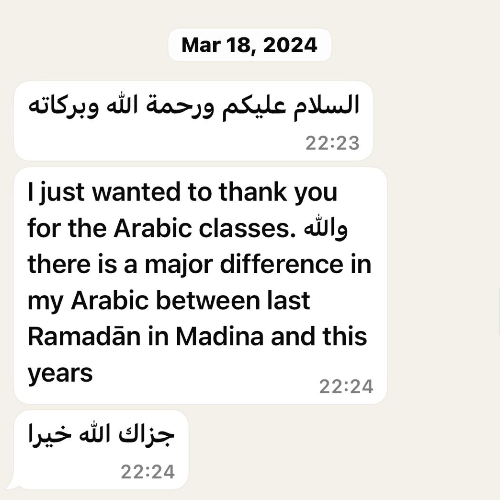 Mar 18, 2024
السلام عليكم ورحمة الله وبركاته
22:23
I just wanted to thank you
for the Arabic classes. والله
there is a major difference in
my Arabic between last
Ramadān in Madina and this
years
22:24
جزاك الله خيرا
22:24